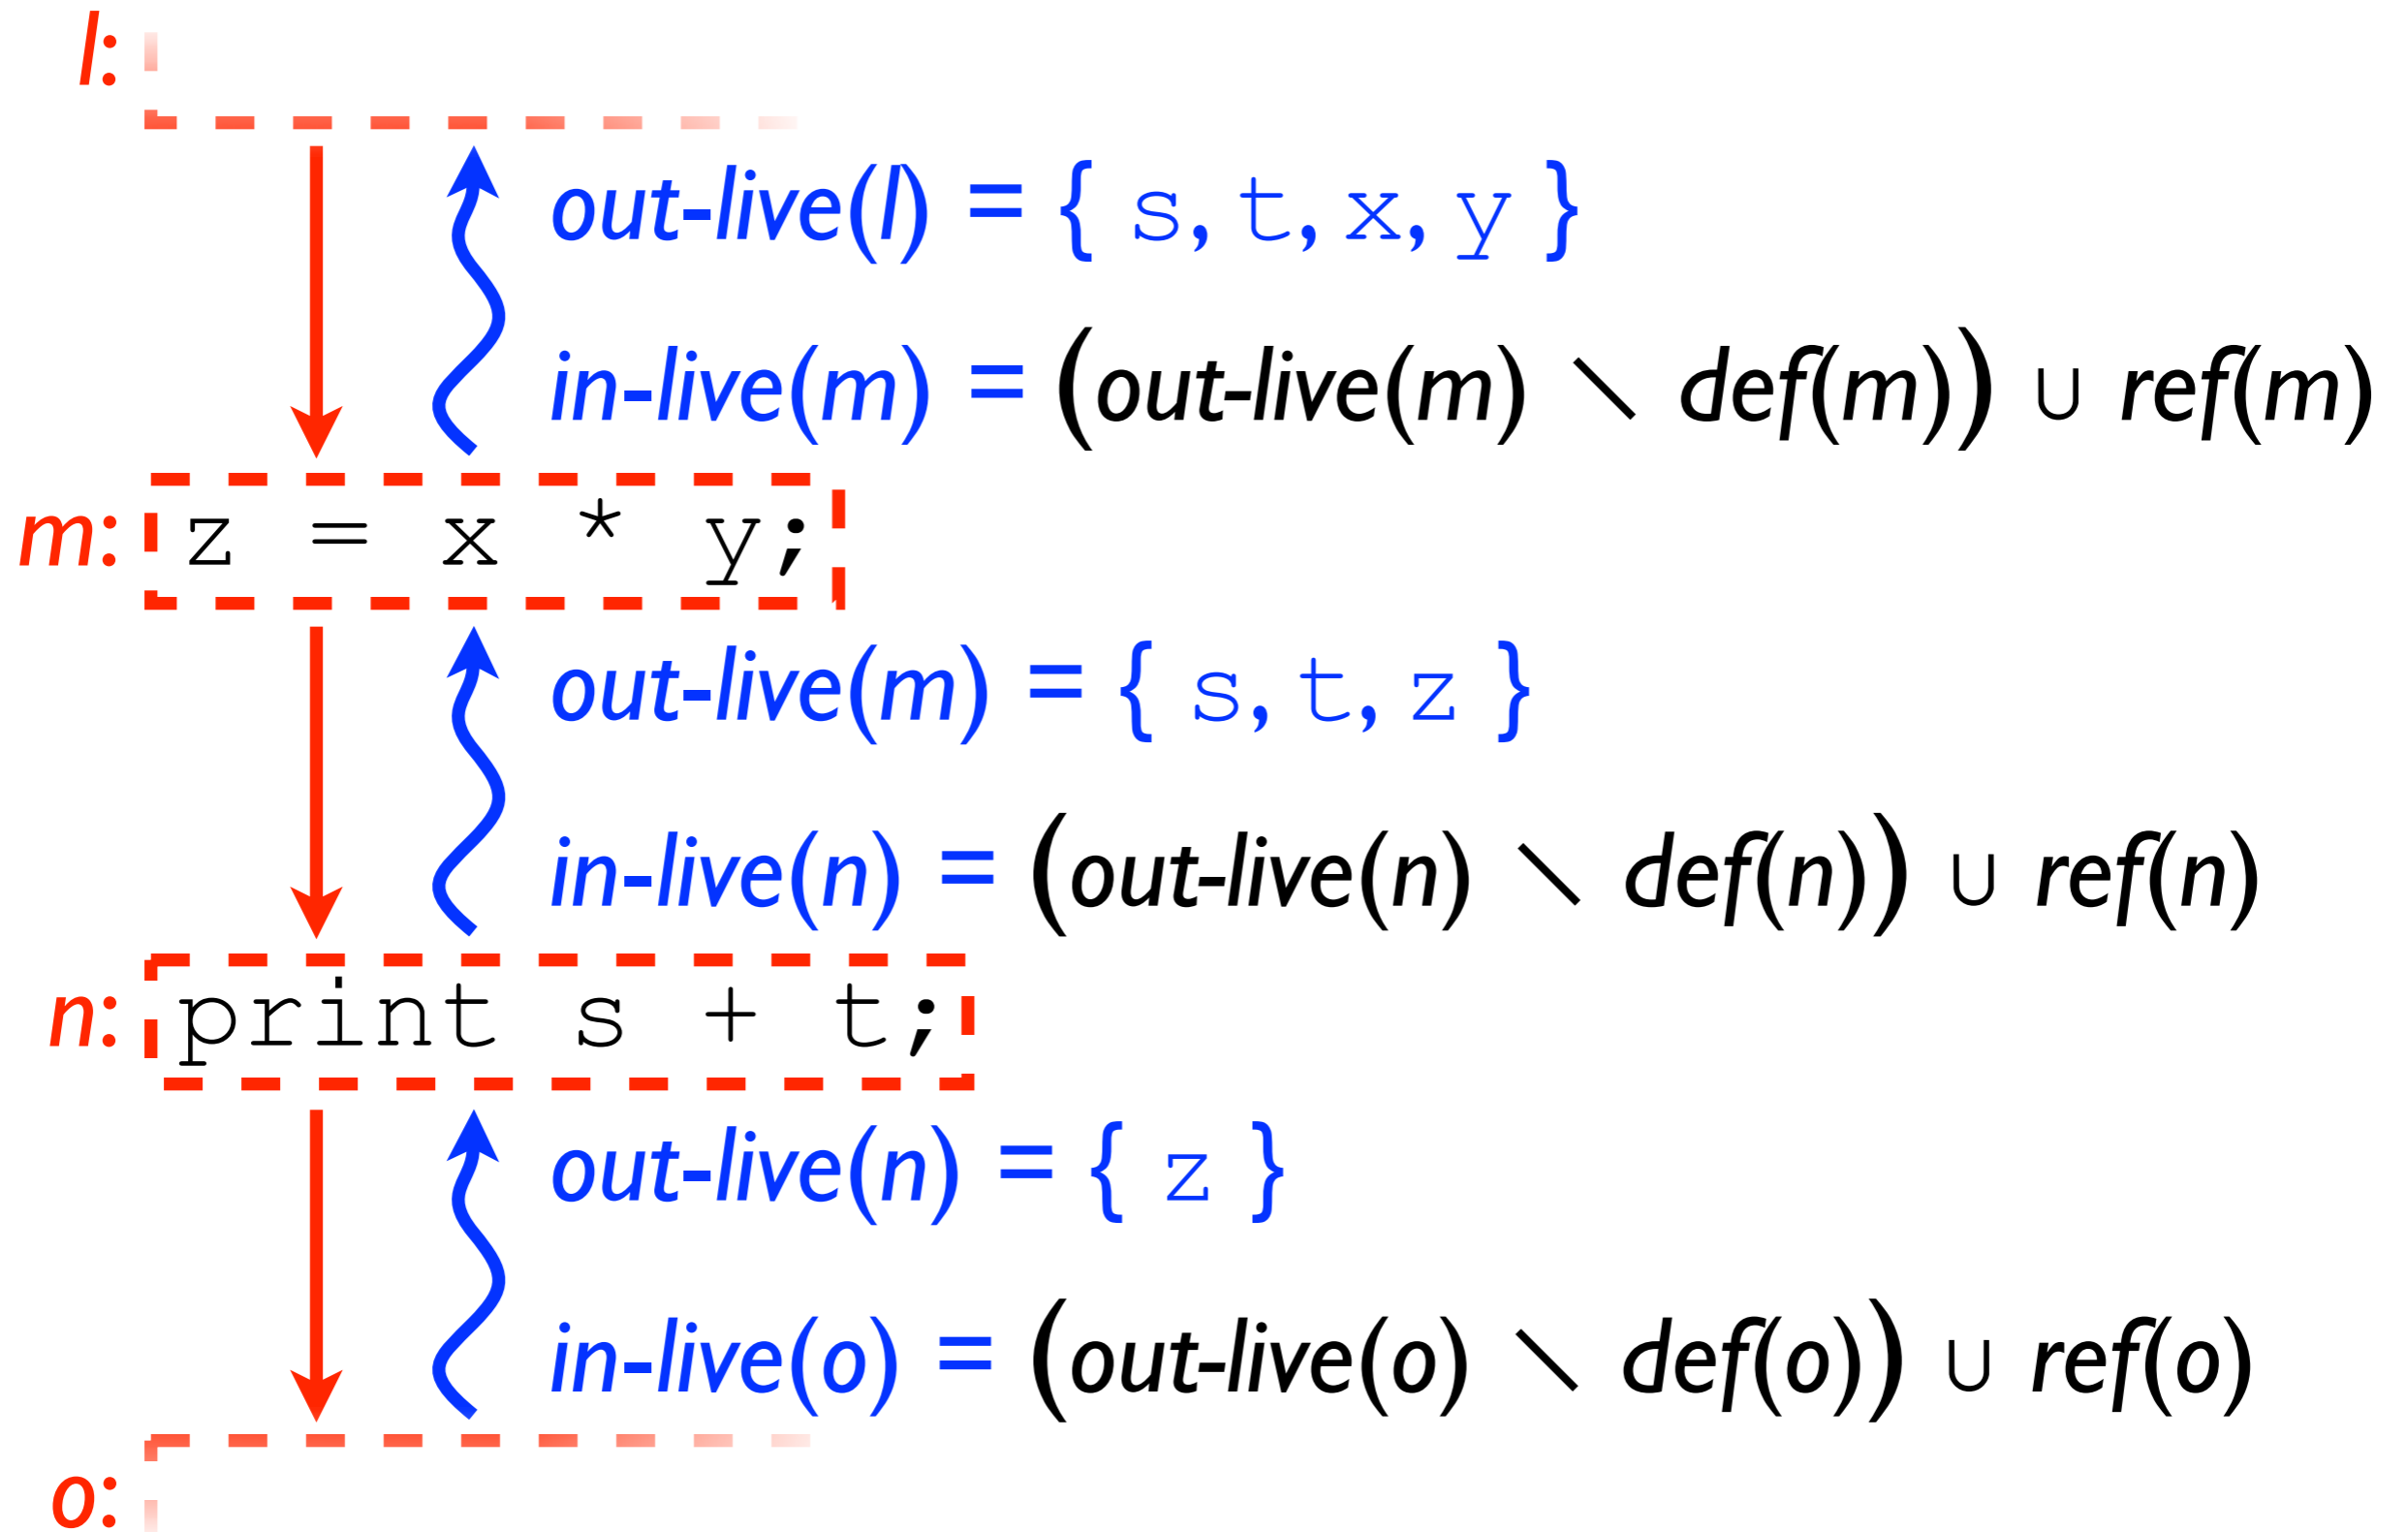 l:
out-live(l) = { s, t, x, y }
in-live(m) = (out-live(m) ∖ def(m)) ∪ ref(m)
m: z = x * y;
out-live(m) = { s, t, z }
in-live(n) = (out-live(n) ∖ def(n)) ∪ ref(n)
n: print s + t;
out-live(n) = { z }
in-live(o) = (out-live(o) ∖ def(o)) ∪ ref(o)
o: